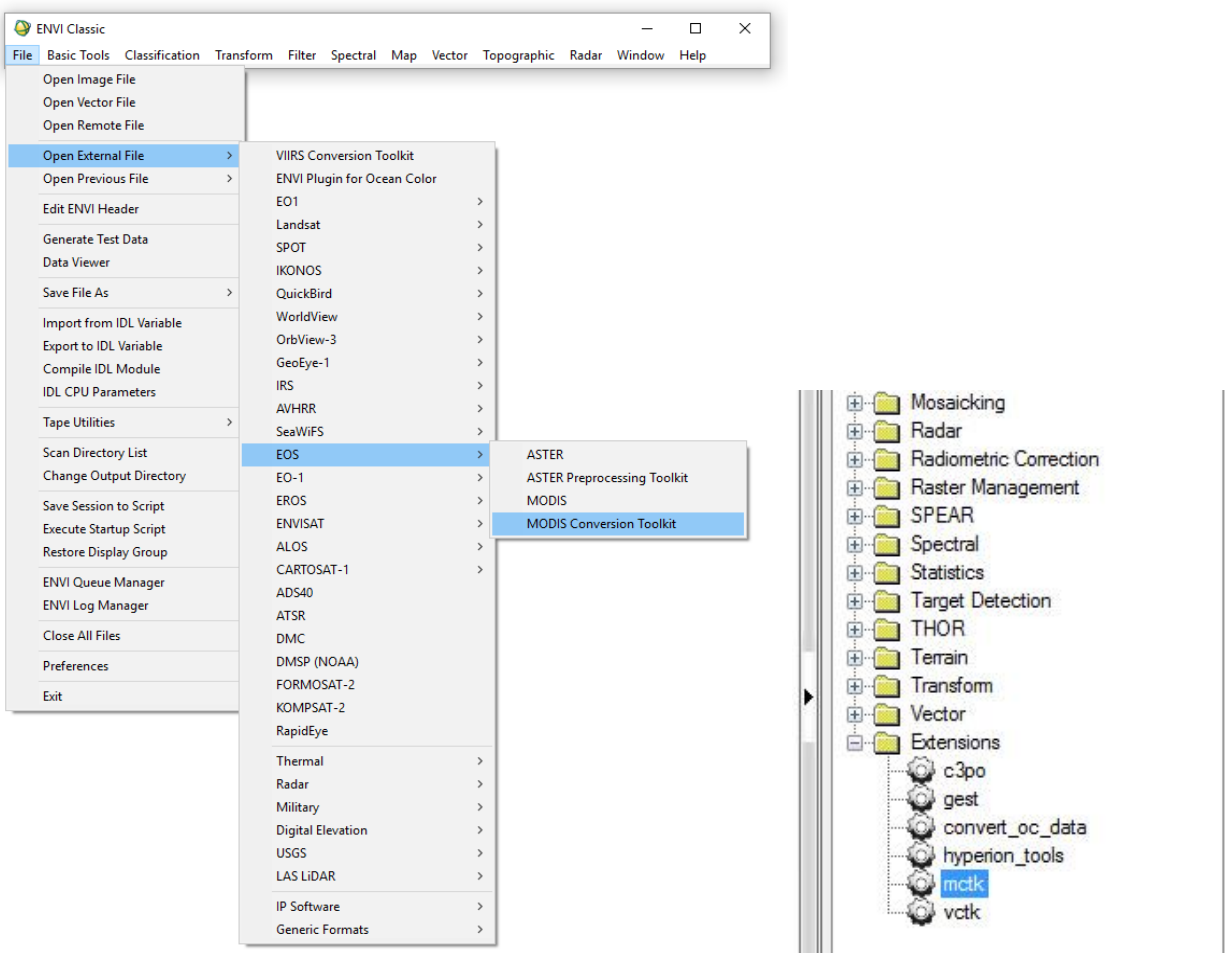 ENVI Classic
File Basic Tools Classification Transform Filter Spectral Map Vector Topographic Radar Window Help
Open Image File
Open Vector File
Open Remote File
Open External File
Open Previous File
Edit ENVI Header
Generate Test Data
Data Viewer
Save File As
Import from IDL Variable
Export to IDL Variable
Compile IDL Module
IDL CPU Parameters
Tape Utilities
Scan Directory List
Change Output Directory
Save Session to Script
Execute Startup Script
Restore Display Group
ENVI Queue Manager
ENVI Log Manager
Close All Files
Preferences
Exit
VIIRS Conversion Toolkit
ENVI Plugin for Ocean Color
EO1
Landsat
SPOT
IKONOS
QuickBird
WorldView
OrbView-3
GeoEye-1
IRS
AVHRR
SeaWiFS
EOS
EO-1
EROS
ENVISAT
ALOS
CARTOSAT-1
ADS40
ATSR
DMC
DMSP (NOAA)
FORMOSAT-2
KOMPSAT-2
RapidEye
Thermal
Radar
Military
Digital Elevation
USGS
LAS LiDAR
IP Software
Generic Formats
ASTER
ASTER Preprocessing Toolkit
MODIS
MODIS Conversion Toolkit
Mosaicking
Radar
Radiometric Correction
Raster Management
SPEAR
Spectral
Statistics
Target Detection
THOR
Terrain
Transform
Vector
Extensions
c3po
gest
convert_oc_data
hyperion_tools
mctk
vctk